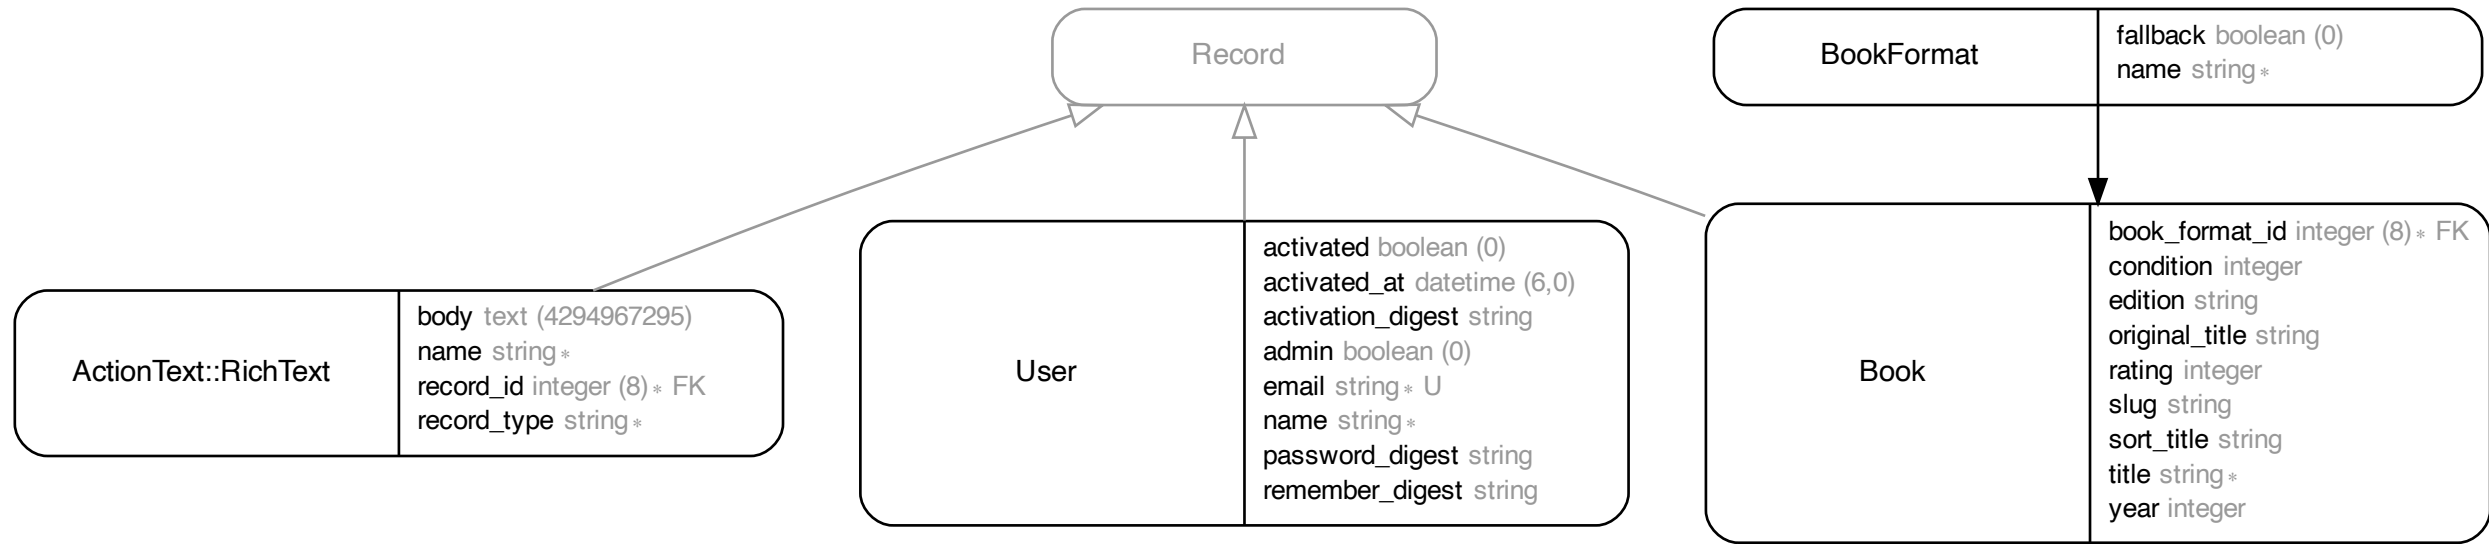 Record
BookFormat
fallback boolean (0)
name string *
ActionText::RichText
body text (4294967295)
name string *
record_id integer (8) * FK
record_type string *
User
activated boolean (0)
activated_at datetime (6,0)
activation_digest string
admin boolean (0)
email string * U
name string *
password_digest string
remember_digest string
Book
book_format_id integer (8) * FK
condition integer
edition string
original_title string
rating integer
slug string
sort_title string
title string *
year integer